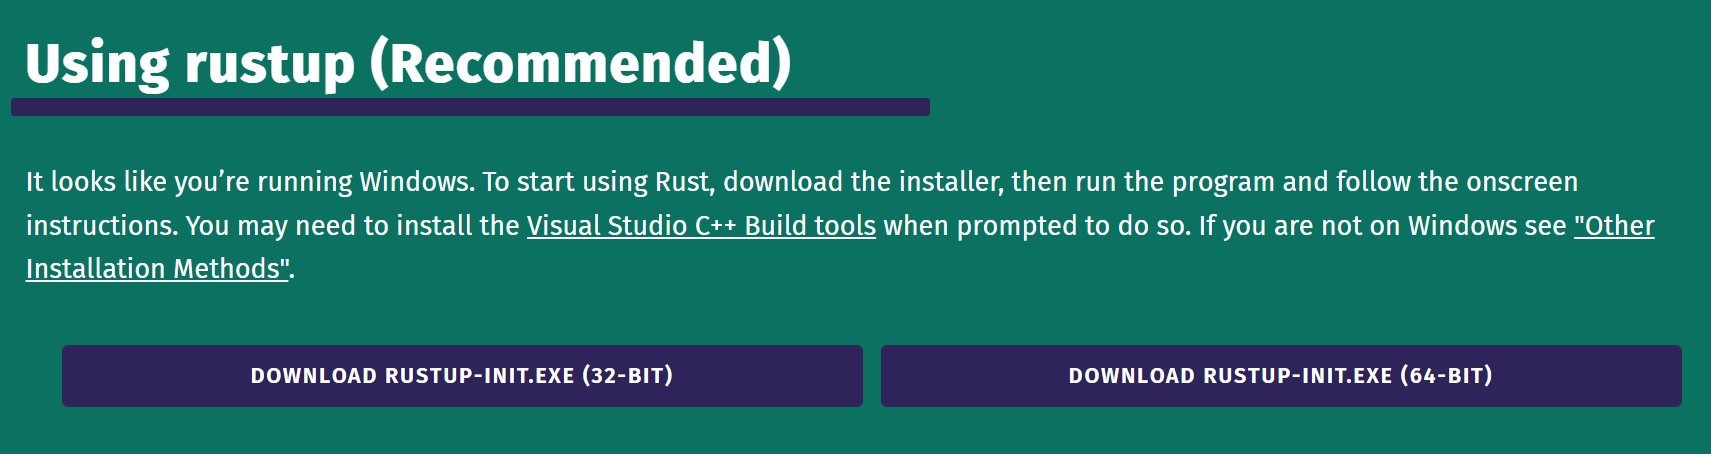 Using rustup (Recommended)
It looks like you’re running Windows. To start using Rust, download the installer, then run the program and follow the onscreen
instructions. You may need to install the Visual Studio C++ Build tools when prompted to do so. If you are not on Windows see "Other
Installation Methods".
DOWNLOAD RUSTUP-INIT.EXE (32-BIT)
DOWNLOAD RUSTUP-INIT.EXE (64-BIT)